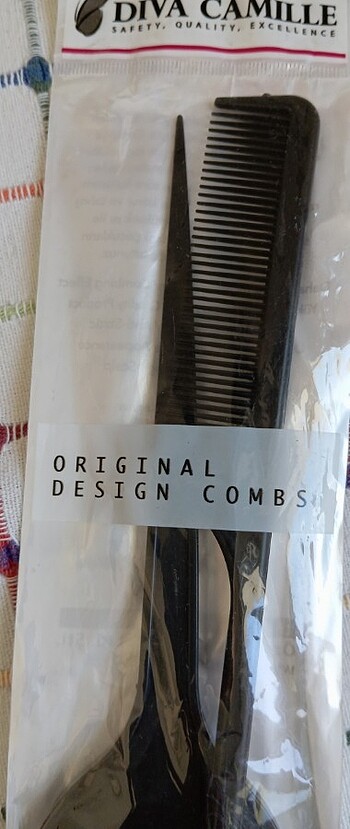 DIVA CAMILLE
SAFETY, QUALITY, EXCELLENCE
ORIGINAL
DESIGN COMBS